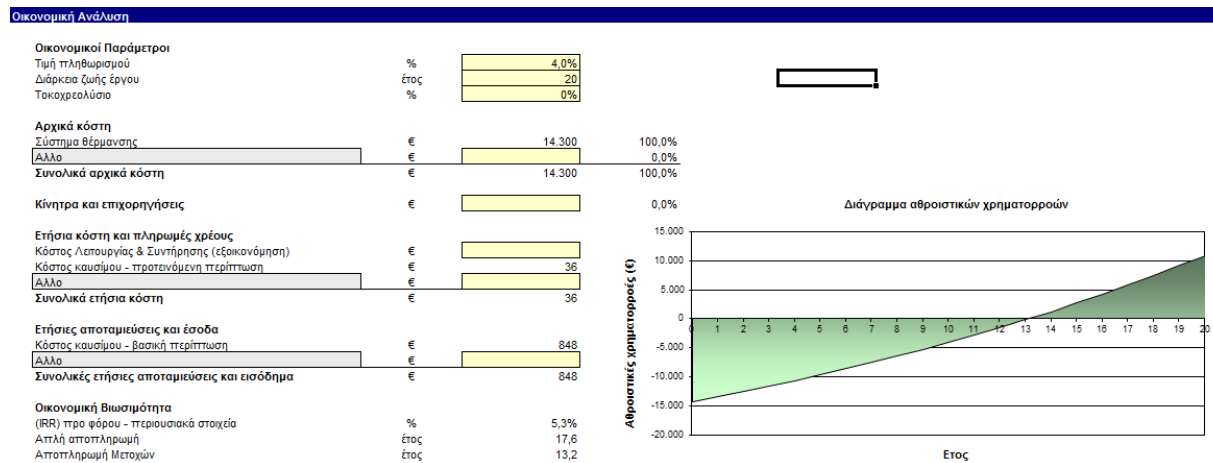 Οικονομική Ανάλυση
Οικονομικοί Παράμετροι
Τιμή πληθωρισμού % 4,0%
Διάρκεια ζωής έργου έτος 20
Τοκοχρεολύσιο % 0%
Αρχικά κόστη
Σύστημα θέρμανσης € 14.300 100,0%
Αλλο € 0,0%
Συνολικά αρχικά κόστη € 14.300 100,0%
Κίνητρα και επιχορηγήσεις € 0,0%
Ετήσια κόστη και πληρωμές χρέους
Κόστος Λειτουργίας & Συντήρησης (εξοικονόμηση) €
Κόστος καυσίμου - προτεινόμενη περίπτωση € 36
Αλλο €
Συνολικά ετήσια κόστη € 36
Ετήσιες αποταμιεύσεις και έσοδα
Κόστος καυσίμου - βασική περίπτωση € 848
Αλλο €
Συνολικές ετήσιες αποταμιεύσεις και εισόδημα € 848
Οικονομική Βιωσιμότητα
(IRR) προ φόρου - περιουσιακά στοιχεία % 5,3%
Απλή αποπληρωμή έτος 17,6
Αποπληρωμή Μετοχών έτος 13,2
Διάγραμμα αθροιστικών χρηματορροών
Αθροιστικές χρηματορροές (€)
15.000
10.000
5.000
0
-5.000
-10.000
-15.000
-20.000
0 1 2 3 4 5 6 7 8 9 10 11 12 13 14 15 16 17 18 19 20
Ετος